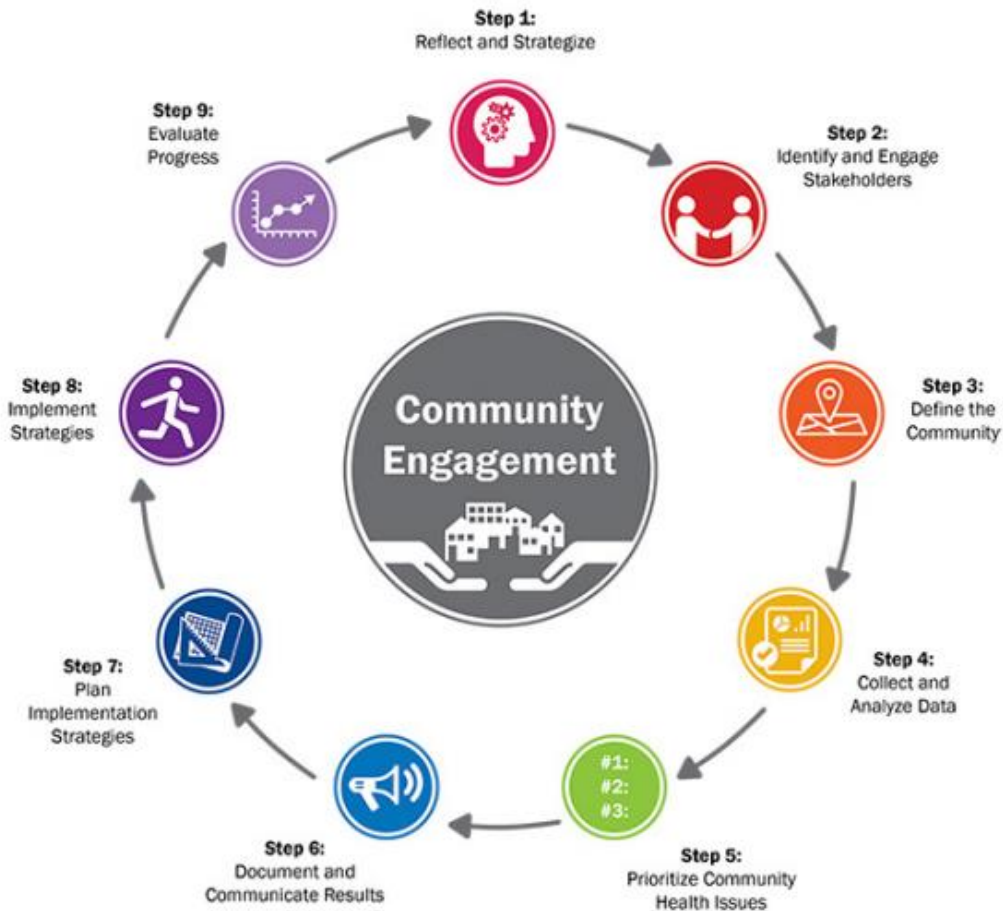 Step 1:
Reflect and Strategize
Step 2:
Identify and Engage
Stakeholders
Step 3:
Define the
Community
Step 4:
Collect and
Analyze Data
Step 5:
Prioritize Community
Health Issues
#1:
#2:
#3:
Step 6:
Document and
Communicate Results
Step 7:
Plan
Implementation
Strategies
Step 8:
Implement
Strategies
Step 9:
Evaluate
Progress
Community
Engagement